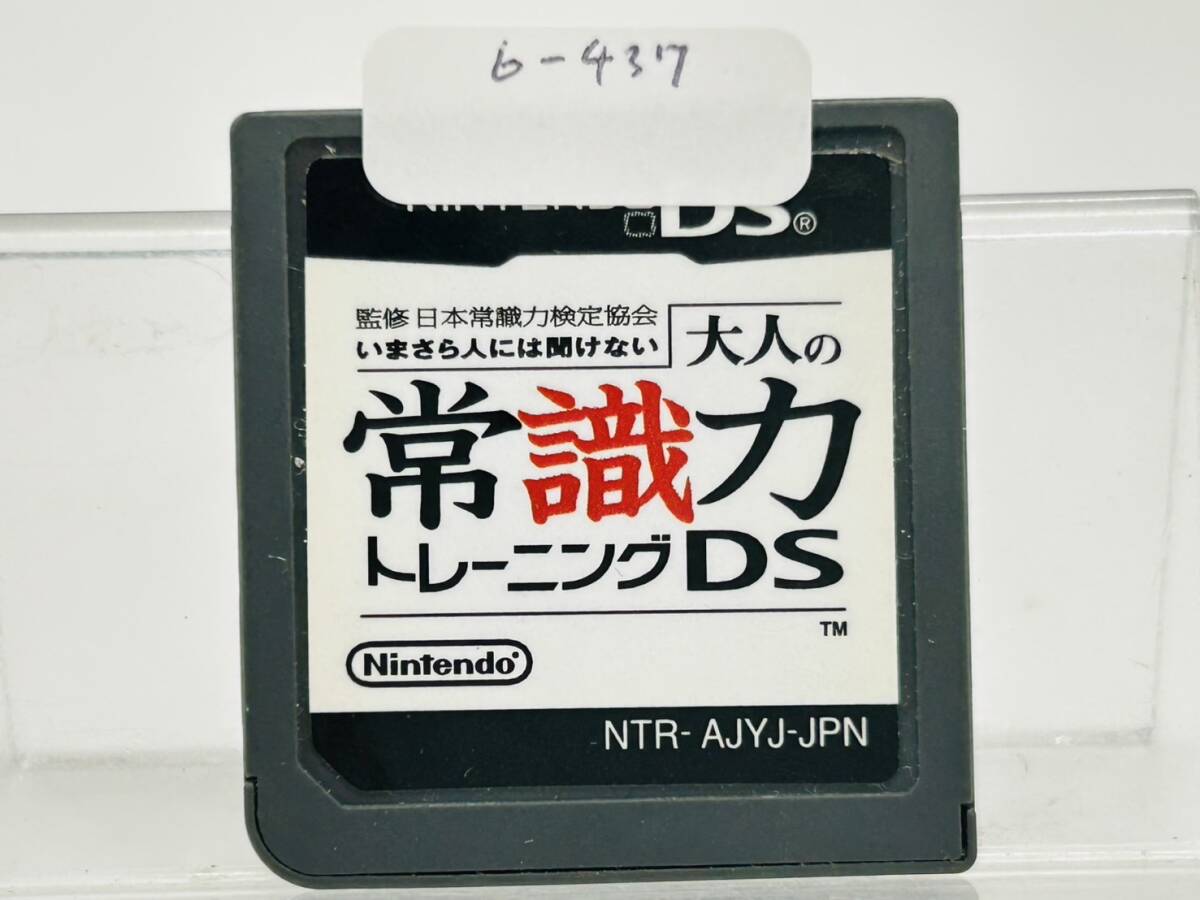 6-437
NINTENDO DS®
監修 日本常識力検定協会
いまさら人には聞けない
大人の
常識力
トレーニングDS
TM
Nintendo®
NTR- AJYJ-JPN